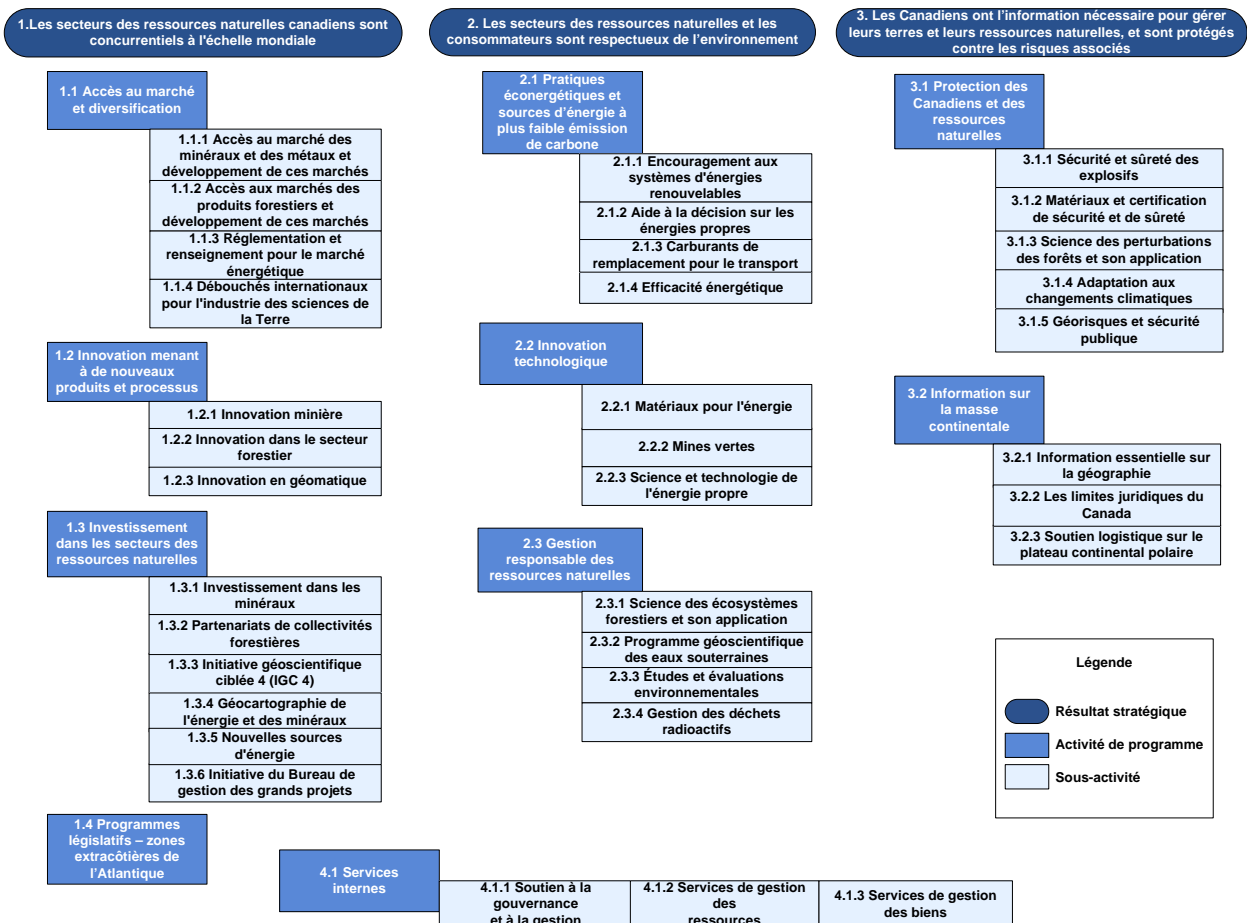 1.Les secteurs des ressources naturelles canadiens sont
concurrentiels à l'échelle mondiale
1.1 Accès au marché
et diversification
1.1.1 Accès au marché des
minéraux et des métaux et
développement de ces marchés
1.1.2 Accès aux marchés des
produits forestiers et
développement de ces marchés
1.1.3 Réglementation et
renseignement pour le marché
énergétique
1.1.4 Débouchés internationaux
pour l'industrie des sciences de
la Terre
1.2 Innovation menant
à de nouveaux
produits et processus
1.2.1 Innovation minière
1.2.2 Innovation dans le secteur
forestier
1.2.3 Innovation en géomatique
1.3 Investissement
dans les secteurs des
ressources naturelles
1.3.1 Investissement dans les
minéraux
1.3.2 Partenariats de collectivités
forestières
1.3.3 Initiative géoscientifique
ciblée 4 (IGC 4)
1.3.4 Géocartographie de
l'énergie et des minéraux
1.3.5 Nouvelles sources
d'énergie
1.3.6 Initiative du Bureau de
gestion des grands projets
1.4 Programmes
législatifs – zones
extracôtières de
l'Atlantique
2. Les secteurs des ressources naturelles et les
consommateurs sont respectueux de l'environnement
2.1 Pratiques
éconergétiques et
sources d'énergie à
plus faible émission
de carbone
2.1.1 Encouragement aux
systèmes d'énergies
renouvelables
2.1.2 Aide à la décision sur les
énergies propres
2.1.3 Carburants de
remplacement pour le transport
2.1.4 Efficacité énergétique
2.2 Innovation
technologique
2.2.1 Matériaux pour l'énergie
2.2.2 Mines vertes
2.2.3 Science et technologie de
l'énergie propre
2.3 Gestion
responsable des
ressources naturelles
2.3.1 Science des écosystèmes
forestiers et son application
2.3.2 Programme géoscientifique
des eaux souterraines
2.3.3 Études et évaluations
environnementales
2.3.4 Gestion des déchets
radioactifs
3. Les Canadiens ont l'information nécessaire pour gérer
leurs terres et leurs ressources naturelles, et sont protégés
contre les risques associés
3.1 Protection des
Canadiens et des
ressources
naturelles
3.1.1 Sécurité et sûreté des
explosifs
3.1.2 Matériaux et certification
de sécurité et de sûreté
3.1.3 Science des perturbations
des forêts et son application
3.1.4 Adaptation aux
changements climatiques
3.1.5 Géorisques et sécurité
publique
3.2 Information sur
la masse
continentale
3.2.1 Information essentielle sur
la géographie
3.2.2 Les limites juridiques du
Canada
3.2.3 Soutien logistique sur le
plateau continental polaire
Légende
Résultat stratégique
Activité de programme
Sous-activité
4.1 Services
internes
4.1.1 Soutien à la
gouvernance
et à la gestion
4.1.2 Services de gestion
des
ressources
4.1.3 Services de gestion
des biens